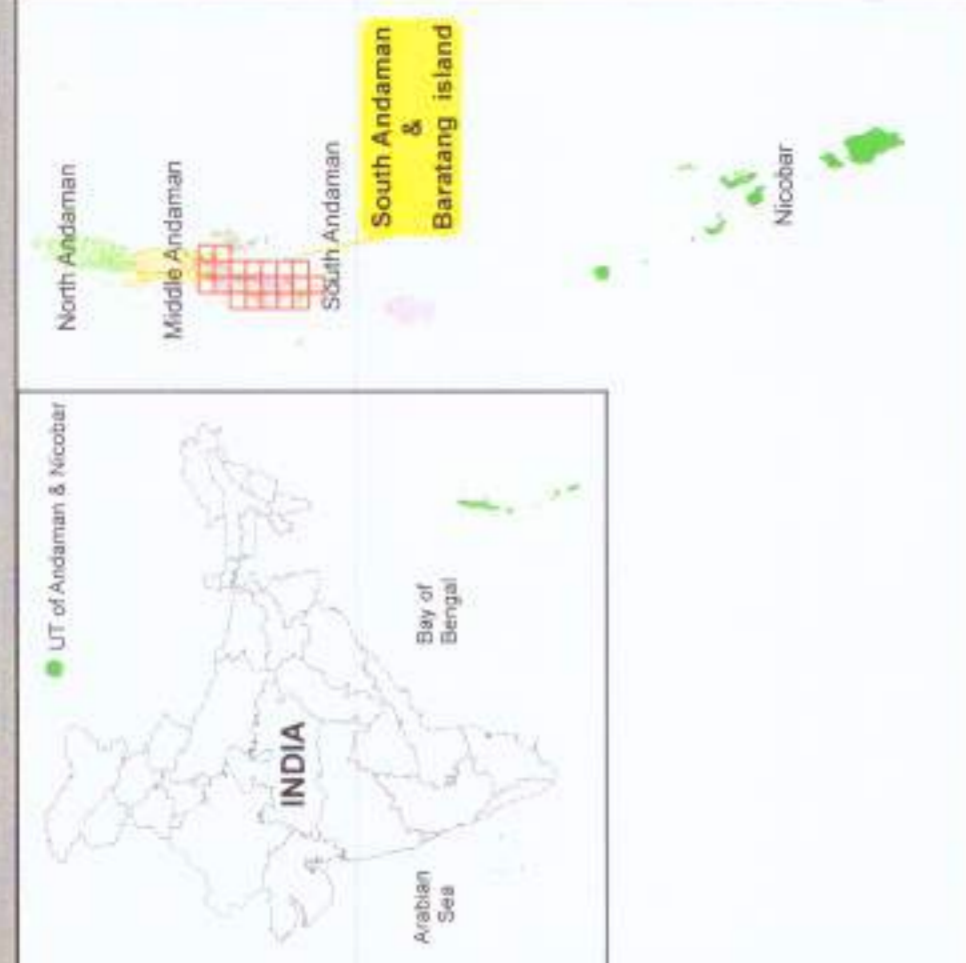 UT of Andaman & Nicobar
INDIA
Arabian
Sea
Bay of
Bengal
North Andaman
Middle Andaman
South Andaman
South Andaman
&
Baratang island
Nicobar